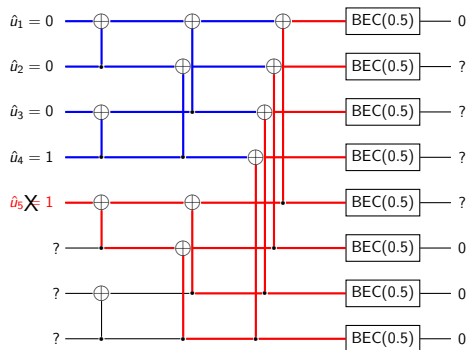 û₁ = 0 BEC(0.5) 0
û₂ = 0 BEC(0.5) ?
û₃ = 0 BEC(0.5) ?
û₄ = 1 BEC(0.5) ?
û₅ = 1 BEC(0.5) ?
? BEC(0.5) 0
? BEC(0.5) 0
? BEC(0.5) 0